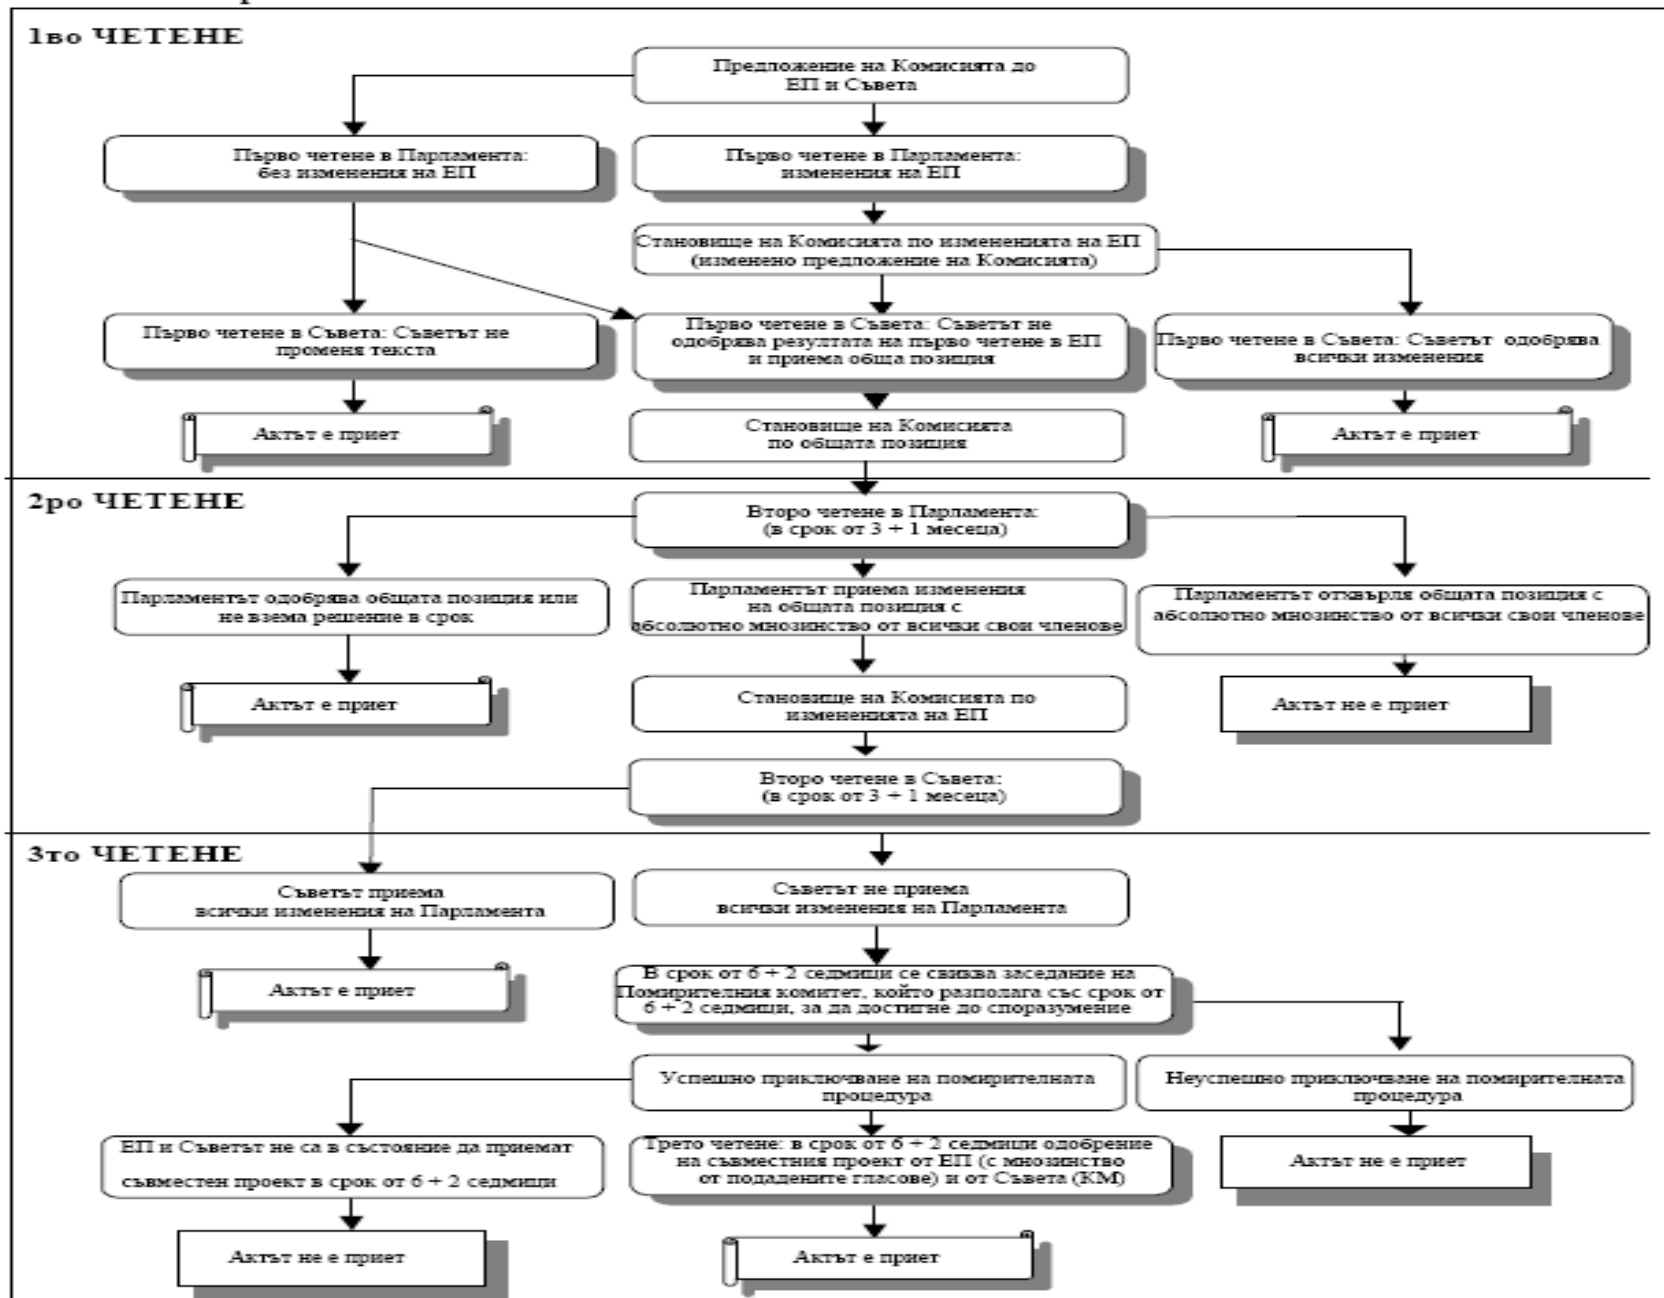 1во ЧЕТЕНЕ
Предложение на Комисията до
ЕП и Съвета
Първо четене в Парламента:
без изменения на ЕП
Първо четене в Парламента:
изменения на ЕП
Становище на Комисията по измененията на ЕП
(изменено предложение на Комисията)
Първо четене в Съвета: Съветът не
променя текста
Първо четене в Съвета: Съветът не
одобрява резултата на първо четене в ЕП
и приема обща позиция
Първо четене в Съвета: Съветът одобрява
всички изменения
Актът е приет
Становище на Комисията
по общата позиция
Актът е приет
2ро ЧЕТЕНЕ
Второ четене в Парламента:
(в срок от 3 + 1 месеца)
Парламентът одобрява общата позиция или
не взема решение в срок
Парламентът приема изменения
на общата позиция с
абсолютно мнозинство от всички свои членове
Парламентът отхвърля общата позиция с
абсолютно мнозинство от всички свои членове
Актът е приет
Становище на Комисията по
измененията на ЕП
Актът не е приет
Второ четене в Съвета:
(в срок от 3 + 1 месеца)
3то ЧЕТЕНЕ
Съветът приема
всички изменения на Парламента
Съветът не приема
всички изменения на Парламента
Актът е приет
В срок от 6 + 2 седмици се свиква заседание на
Помирителния комитет, който разполага със срок от
6 + 2 седмици, за да достигне до споразумение
Успешно приключване на помирителната
процедура
Неуспешно приключване на помирителната
процедура
ЕП и Съветът не са в състояние да приемат
съвместен проект в срок от 6 + 2 седмици
Трето четене: в срок от 6 + 2 седмици одобрение
на съвместния проект от ЕП (с мнозинство
от подадените гласове) и от Съвета (КМ)
Актът не е приет
Актът не е приет
Актът е приет